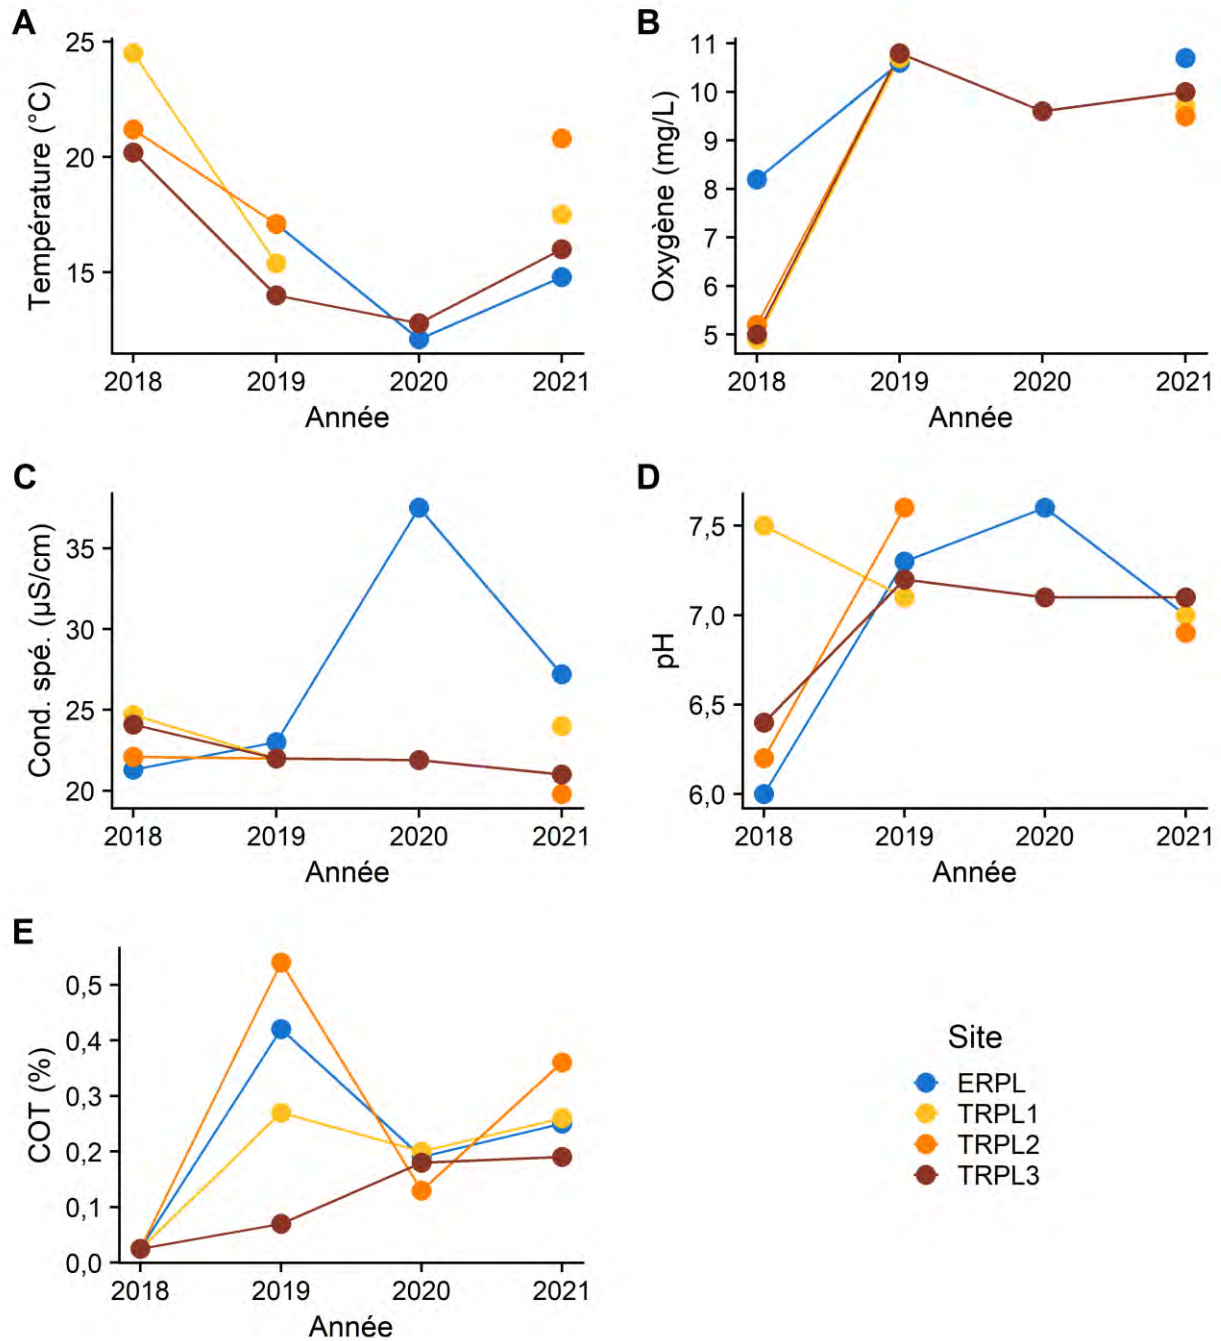 A
25
20
15
Température (°C)
2018 2019 2020 2021
Année
B
11
10
9
8
7
6
5
Oxygène (mg/L)
2018 2019 2020 2021
Année
C
35
30
25
20
Cond. spé. (µS/cm)
2018 2019 2020 2021
Année
D
7,5
7,0
6,5
6,0
pH
2018 2019 2020 2021
Année
E
0,5
0,4
0,3
0,2
0,1
0,0
COT (%)
2018 2019 2020 2021
Année
Site
ERPL
TRPL1
TRPL2
TRPL3